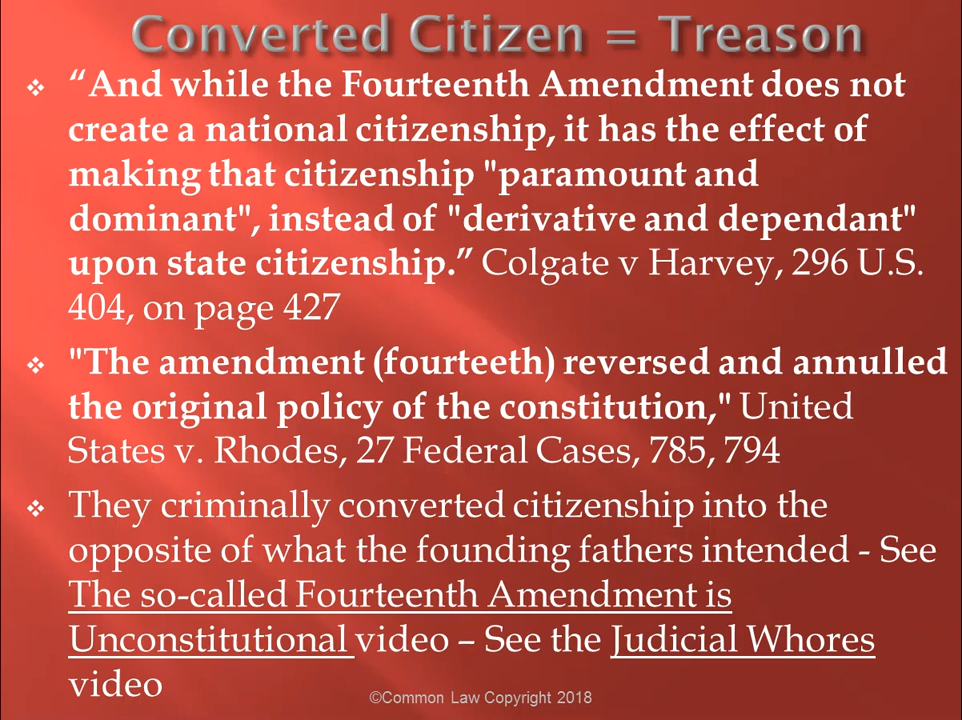 Converted Citizen = Treason
❖ “And while the Fourteenth Amendment does not
create a national citizenship, it has the effect of
making that citizenship "paramount and
dominant", instead of "derivative and dependant"
upon state citizenship.” Colgate v Harvey, 296 U.S.
404, on page 427
❖ "The amendment (fourteeth) reversed and annulled
the original policy of the constitution," United
States v. Rhodes, 27 Federal Cases, 785, 794
❖ They criminally converted citizenship into the
opposite of what the founding fathers intended - See
The so-called Fourteenth Amendment is
Unconstitutional video – See the Judicial Whores
video
©Common Law Copyright 2018